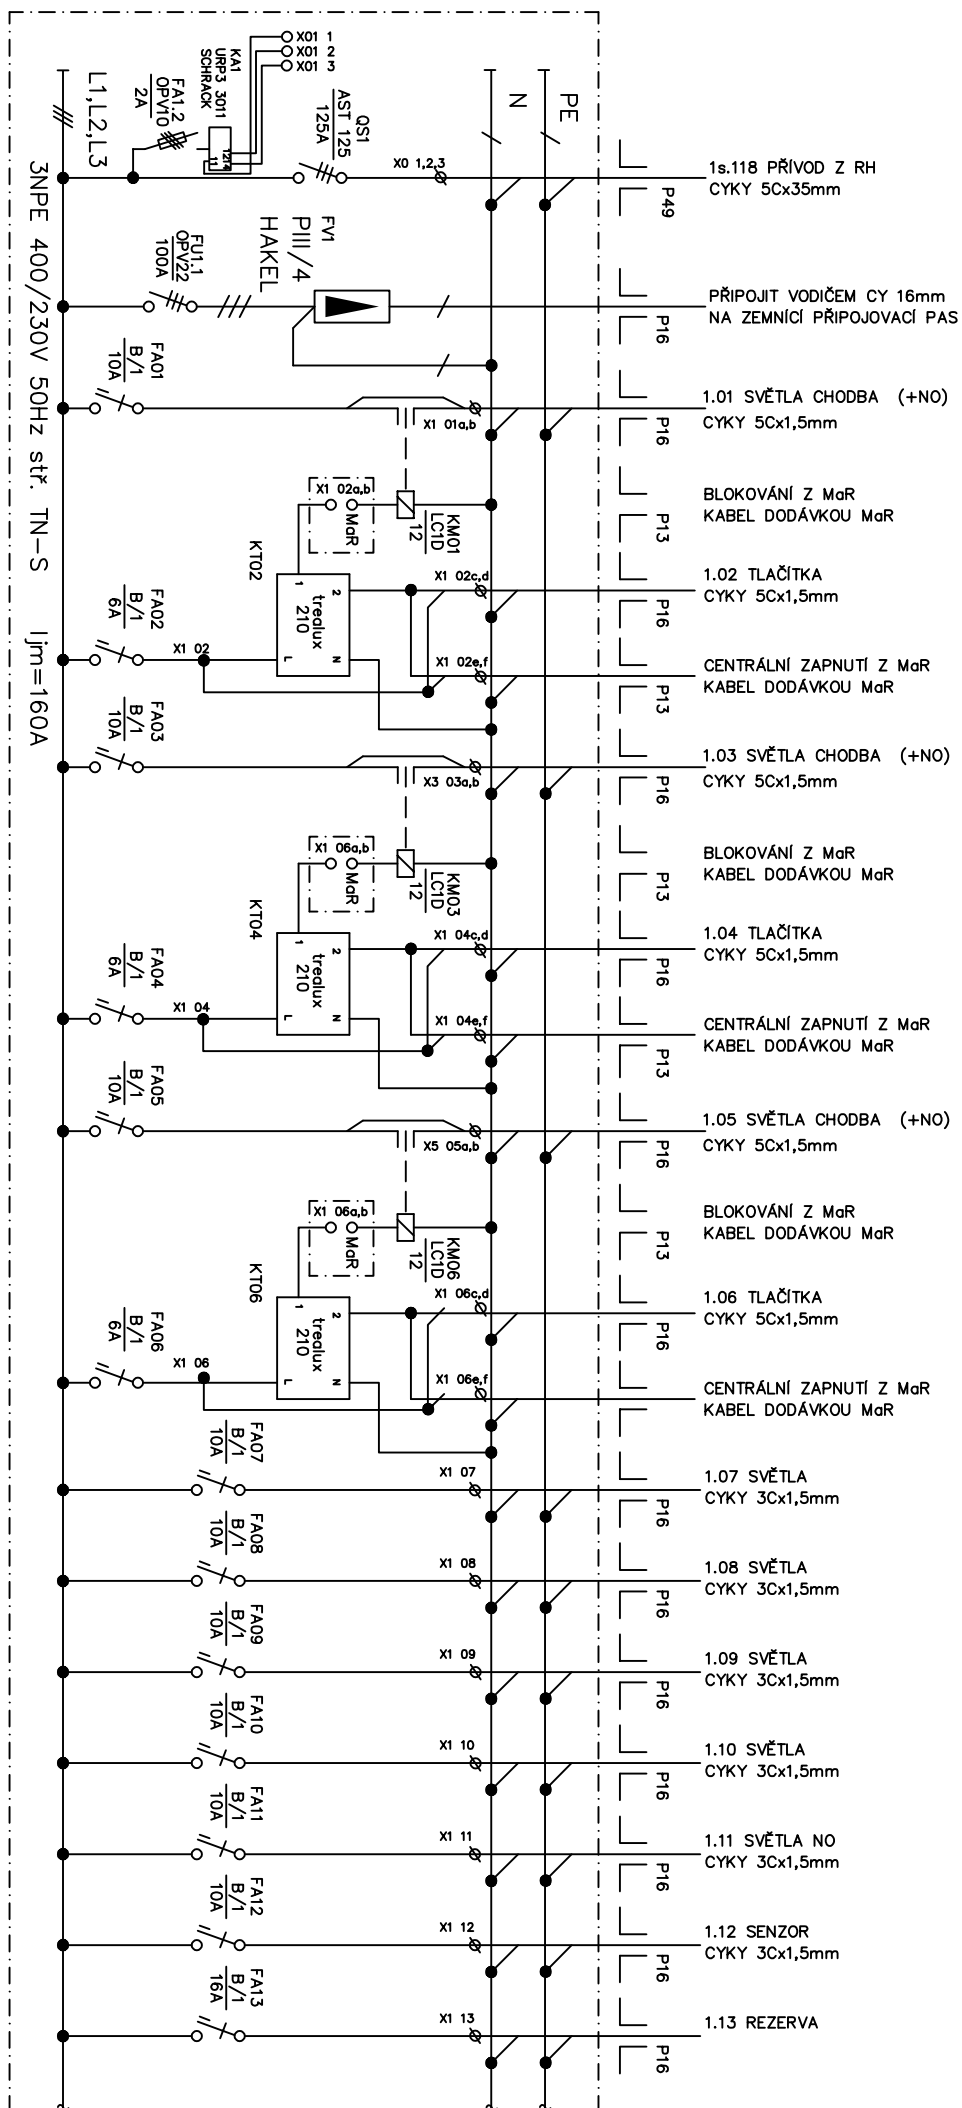 X01 1
X01 2
X01 3
KA1
URP3 3011
SCHRACK
1214
11
FA1.2
OPV10
2A
L1,L2,L3
QS1
AST 125
125A
X0 1,2,3
N
PE
P49
1s.118 PŘÍVOD Z RH
CYKY 5Cx35mm
3NPE 400/230V 50Hz stř. TN-S Ijm=160A
FU1.1
OPV22
100A
FV1
PIII/4
HAKEL
P16
PŘIPOJIT VODIČEM CY 16mm
NA ZEMNÍCÍ PŘIPOJOVACÍ PAS
FA01
B/1
10A
X1 01a,b
P16
1.01 SVĚTLA CHODBA (+NO)
CYKY 5Cx1,5mm
X1 02a,b
MaR
KM01
LC1D
12
P13
BLOKOVÁNÍ Z MaR
KABEL DODÁVKOU MaR
KT02
1
2
trealux
210
L
N
X1 02c,d
P16
1.02 TLAČÍTKA
CYKY 5Cx1,5mm
FA02
B/1
6A
X1 02
X1 02e,f
P13
CENTRÁLNÍ ZAPNUTÍ Z MaR
KABEL DODÁVKOU MaR
FA03
B/1
10A
X3 03a,b
P16
1.03 SVĚTLA CHODBA (+NO)
CYKY 5Cx1,5mm
X1 06a,b
MaR
KM03
LC1D
12
P13
BLOKOVÁNÍ Z MaR
KABEL DODÁVKOU MaR
KT04
1
2
trealux
210
L
N
X1 04c,d
P16
1.04 TLAČÍTKA
CYKY 5Cx1,5mm
FA04
B/1
6A
X1 04
X1 04e,f
P13
CENTRÁLNÍ ZAPNUTÍ Z MaR
KABEL DODÁVKOU MaR
FA05
B/1
10A
X5 05a,b
P16
1.05 SVĚTLA CHODBA (+NO)
CYKY 5Cx1,5mm
X1 06a,b
MaR
KM06
LC1D
12
P13
BLOKOVÁNÍ Z MaR
KABEL DODÁVKOU MaR
KT06
1
2
trealux
210
L
N
X1 06c,d
P16
1.06 TLAČÍTKA
CYKY 5Cx1,5mm
FA06
B/1
6A
X1 06
X1 06e,f
CENTRÁLNÍ ZAPNUTÍ Z MaR
KABEL DODÁVKOU MaR
FA07
B/1
10A
X1 07
P16
1.07 SVĚTLA
CYKY 3Cx1,5mm
FA08
B/1
10A
X1 08
P16
1.08 SVĚTLA
CYKY 3Cx1,5mm
FA09
B/1
10A
X1 09
P16
1.09 SVĚTLA
CYKY 3Cx1,5mm
FA10
B/1
10A
X1 10
P16
1.10 SVĚTLA
CYKY 3Cx1,5mm
FA11
B/1
10A
X1 11
P16
1.11 SVĚTLA NO
CYKY 3Cx1,5mm
FA12
B/1
10A
X1 12
P16
1.12 SENZOR
CYKY 3Cx1,5mm
FA13
B/1
16A
X1 13
P16
1.13 REZERVA